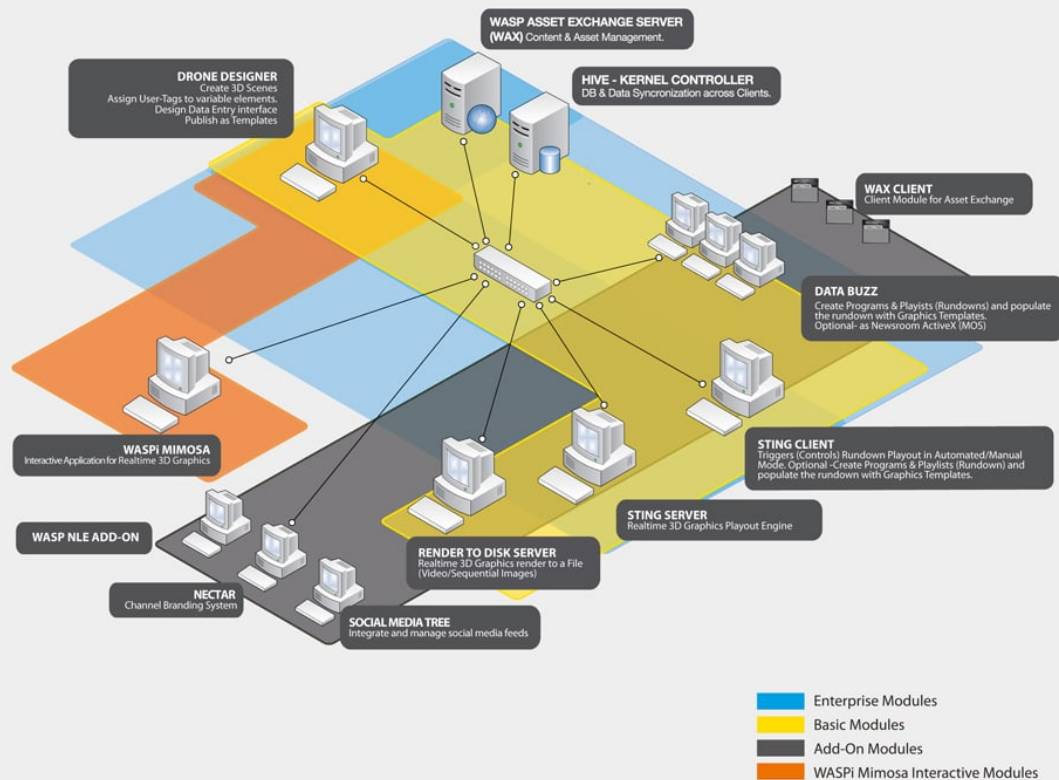 WASP ASSET EXCHANGE SERVER
(WAX) Content & Asset Management.
HIVE - KERNEL CONTROLLER
DB & Data Syncronization across Clients.
DRONE DESIGNER
Create 3D Scenes
Assign User-Tags to variable elements.
Design Data Entry interface
Publish as Templates
WAX CLIENT
Client Module for Asset Exchange
DATA BUZZ
Create Programs & Playists (Rundowns) and populate
the rundown with Graphics Templates.
Optional- as Newsroom ActiveX (MOS)
WASPi MIMOSA
Interactive Application for Realtime 3D Graphics
STING CLIENT
Triggers (Controls) Rundown Playout in Automated/Manual
Mode. Optional -Create Programs & Playlists (Rundown) and
populate the rundown with Graphics Templates.
STING SERVER
Realtime 3D Graphics Playout Engine
WASP NLE ADD-ON
RENDER TO DISK SERVER
Realtime 3D Graphics render to a File
(Video/Sequential Images)
NECTAR
Channel Branding System
SOCIAL MEDIA TREE
Integrate and manage social media feeds
Enterprise Modules
Basic Modules
Add-On Modules
WASPi Mimosa Interactive Modules